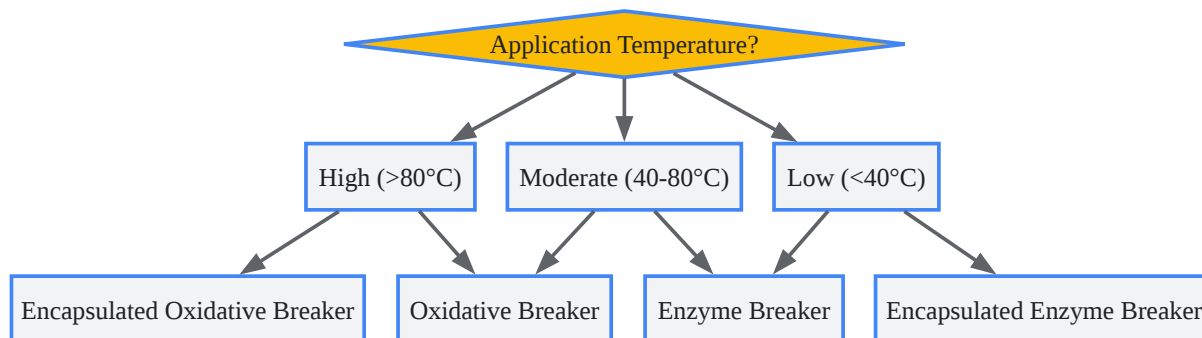 Application Temperature?
High (>80°C)
Moderate (40-80°C)
Low (<40°C)
Encapsulated Oxidative Breaker
Oxidative Breaker
Enzyme Breaker
Encapsulated Enzyme Breaker